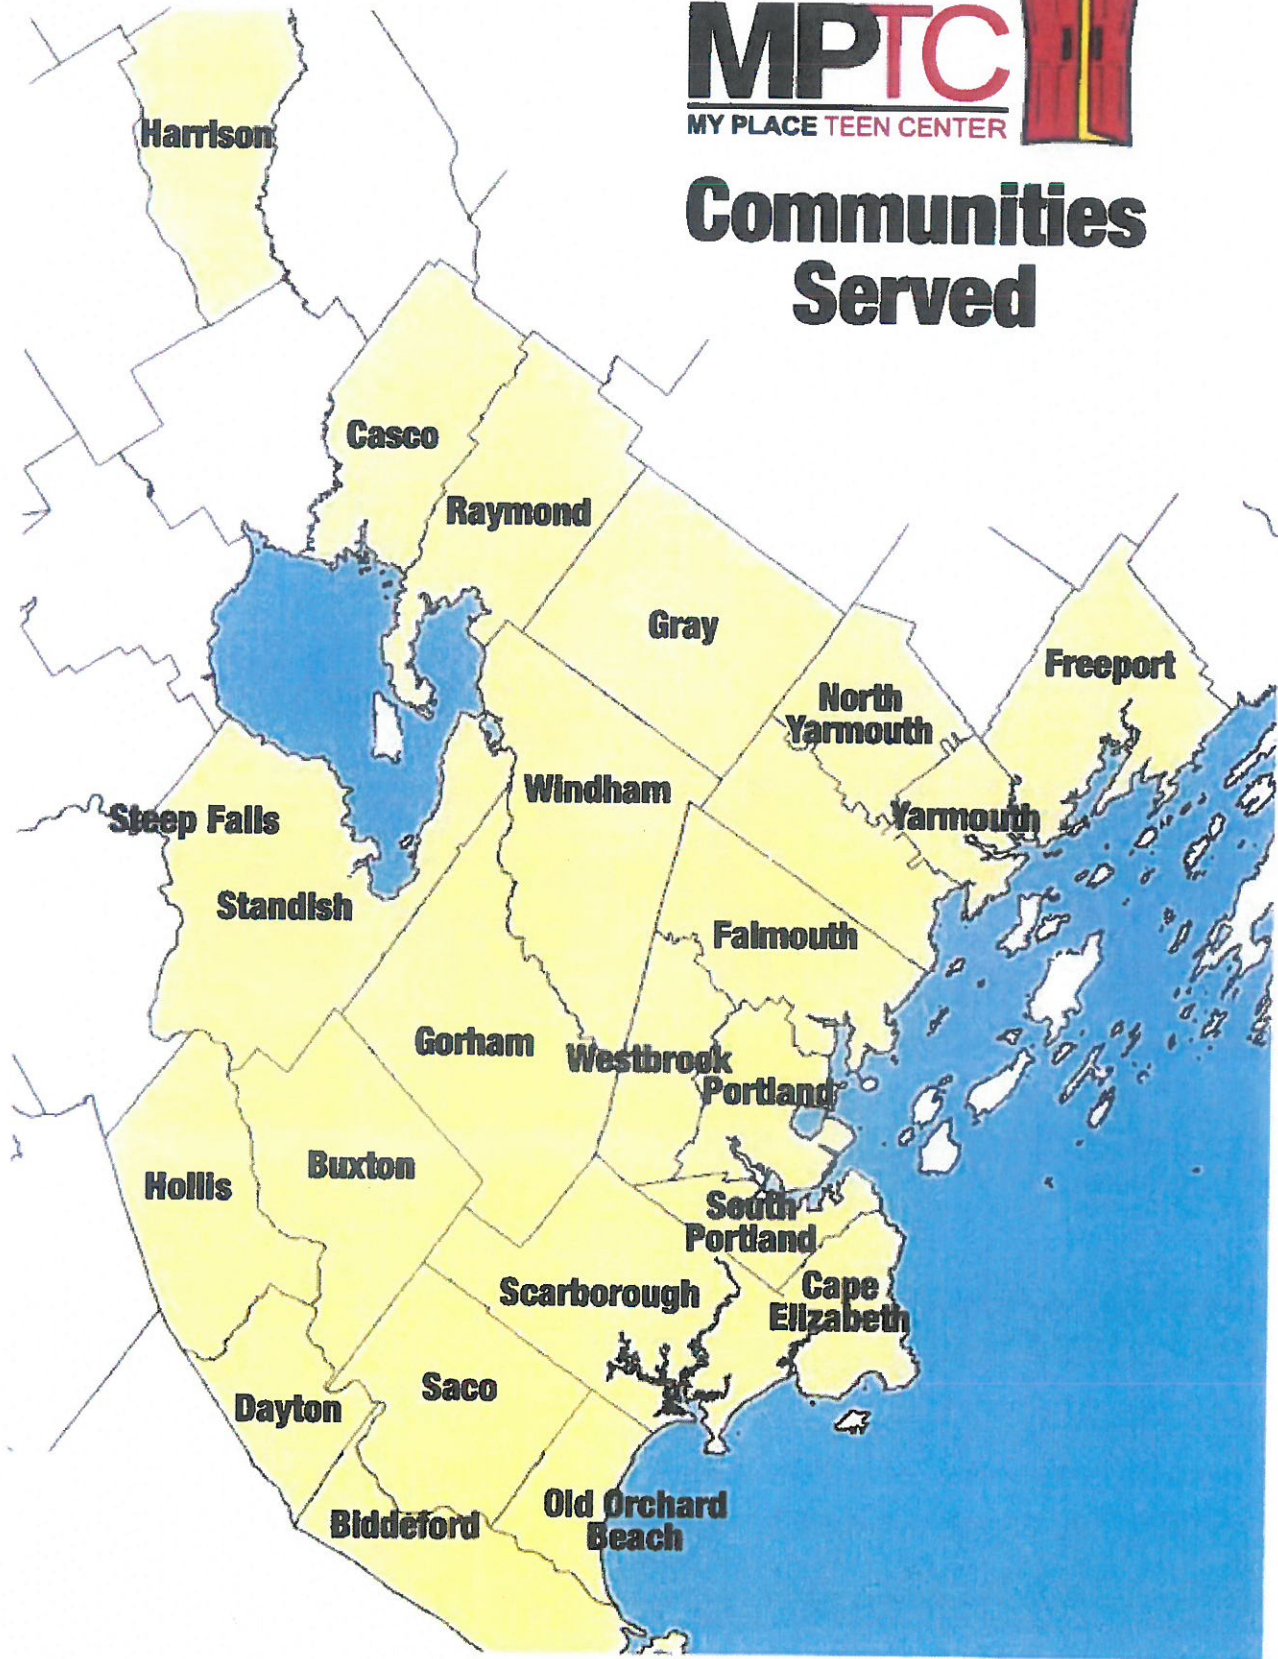 MPTC
MY PLACE TEEN CENTER
Communities
Served
Harrison
Casco
Raymond
Gray
Freeport
North
Yarmouth
Windham
Yarmouth
Steep Falls
Standish
Falmouth
Gorham
Westbrook
Portland
Buxton
Hollis
South
Portland
Scarborough
Cape
Elizabeth
Saco
Dayton
Old Orchard
Beach
Biddeford